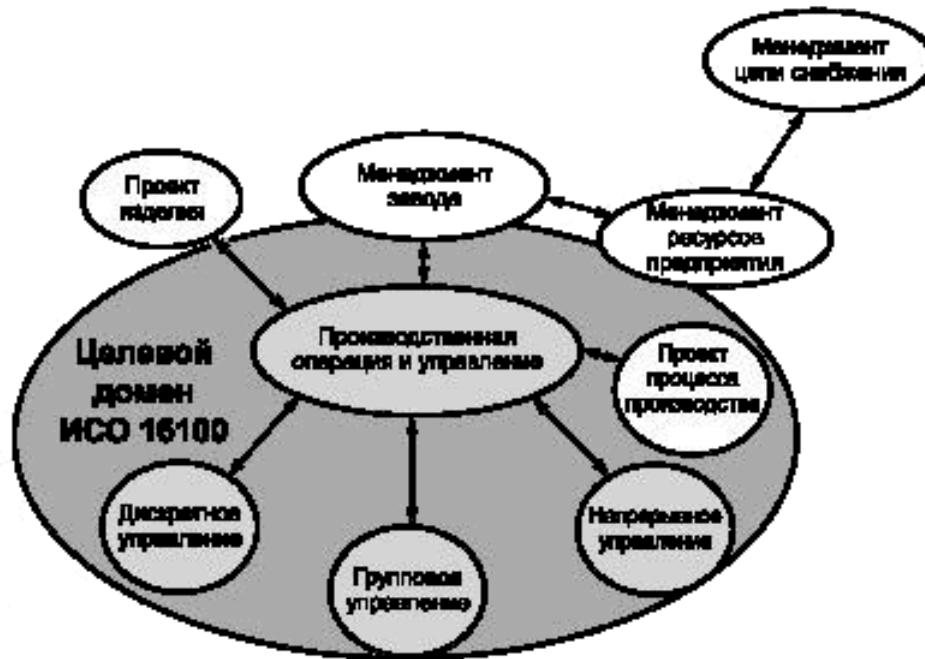 Менеджмент
цепи снабжения
Проект
изделия
Менеджмент
завода
Менеджмент
ресурсов
предприятия
Производственная
операция и управление
Целевой
домен
ИСО 16100
Проект
процесса
производства
Дискретное
управление
Групповое
управление
Непрерывное
управление